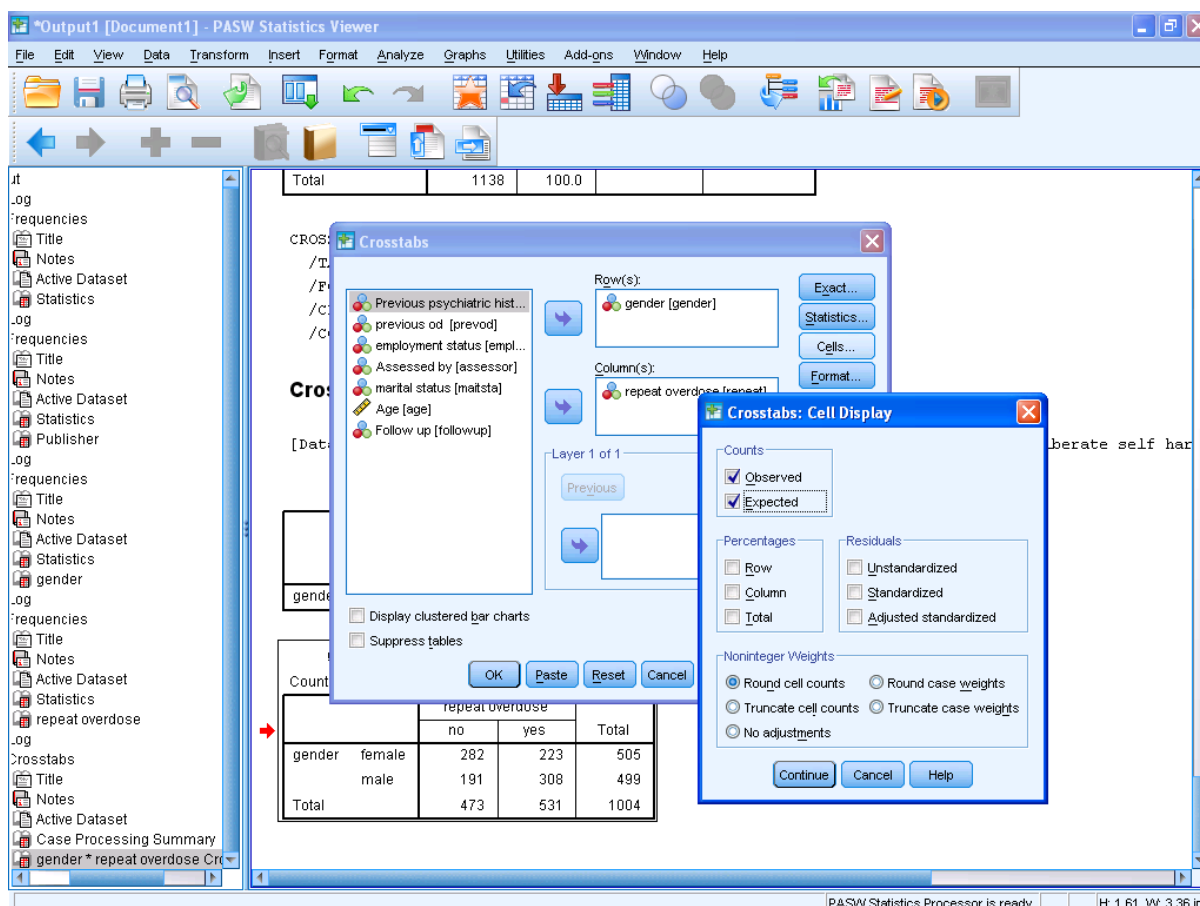 *Output1 [Document1] - PASW Statistics Viewer
File Edit View Data Transform Insert Format Analyze Graphs Utilities Add-ons Window Help
ut
Log
Frequencies
Title
Notes
Active Dataset
Statistics
Log
Frequencies
Title
Notes
Active Dataset
Statistics
Publisher
Log
Frequencies
Title
Notes
Active Dataset
Statistics
gender
Log
Frequencies
Title
Notes
Active Dataset
Statistics
repeat overdose
Log
Crosstabs
Title
Notes
Active Dataset
Case Processing Summary
gender * repeat overdose Cro
Total 1138 100.0
CROS
/T
/F
/C
/C
Cros
[Data
berate self har
gende
Count
repeat overdose
no yes Total
gender female 282 223 505
male 191 308 499
Total 473 531 1004
Crosstabs
Previous psychiatric hist...
previous od [prevod]
employment status [empl...
Assessed by [assessor]
marital status [maitsta]
Age [age]
Follow up [followup]
Row(s):
gender [gender]
Column(s):
repeat overdose [repeat]
Layer 1 of 1
Previous
Exact...
Statistics...
Cells...
Format...
Display clustered bar charts
Suppress tables
OK Paste Reset Cancel
Crosstabs: Cell Display
Counts
Observed
Expected
Percentages
Row
Column
Total
Residuals
Unstandardized
Standardized
Adjusted standardized
Noninteger Weights
Round cell counts Round case weights
Truncate cell counts Truncate case weights
No adjustments
Continue Cancel Help
PASW Statistics Processor is ready H: 1.61, W: 3.36 in